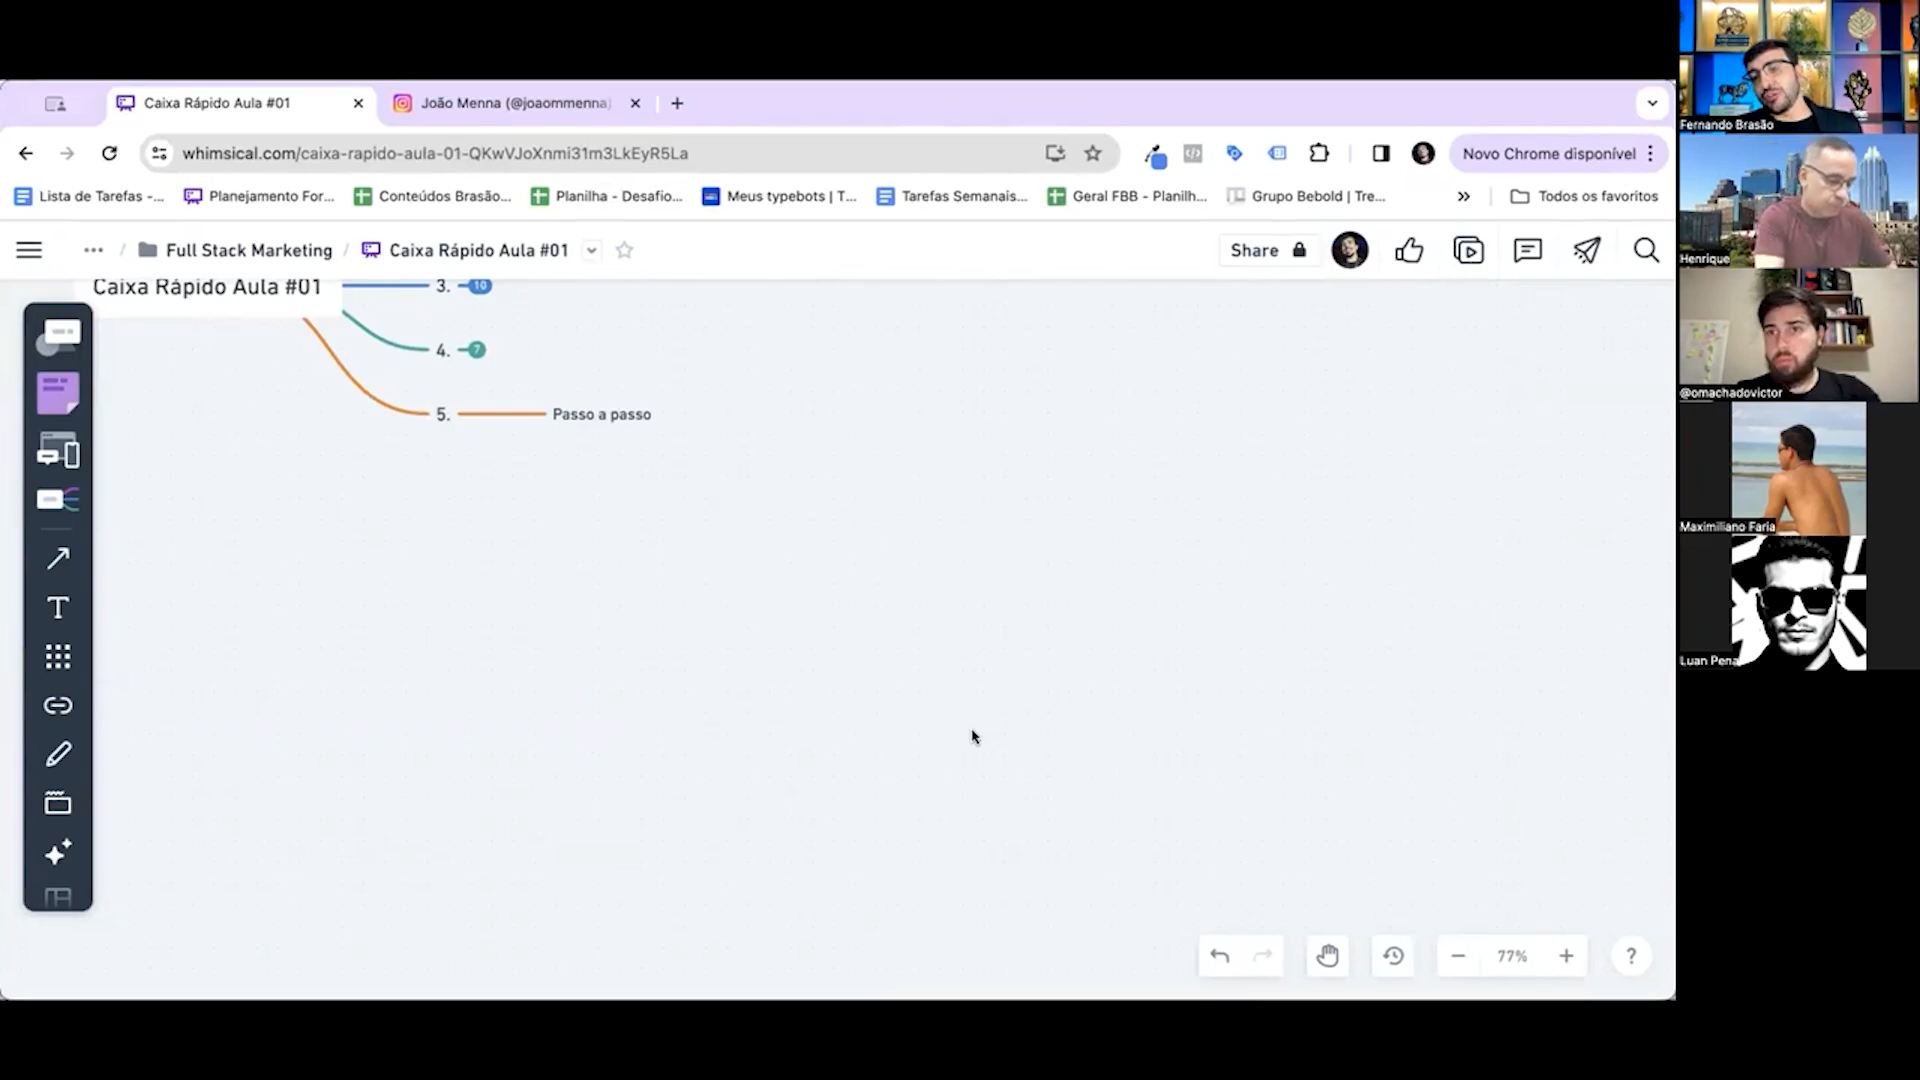 Caixa Rápido Aula #01
João Menna (@joaommenna)
whimsical.com/caixa-rapido-aula-01-QKwVJoXnmi31m3LkEyR5La
Novo Chrome disponível
Lista de Tarefas -...
Planejamento For...
Conteúdos Brasão...
Planilha - Desafio...
Meus typebots | T...
Tarefas Semanais...
Geral FBB - Planilh...
Grupo Bebold | Tre...
Todos os favoritos
... / Full Stack Marketing / Caixa Rápido Aula #01
Share
Caixa Rápido Aula #01
3. 10
4. 7
5. Passo a passo
T
77%
?
Fernando Brasão
Henrique
@omachadovictor
Maximiliano Faria
Luan Pena